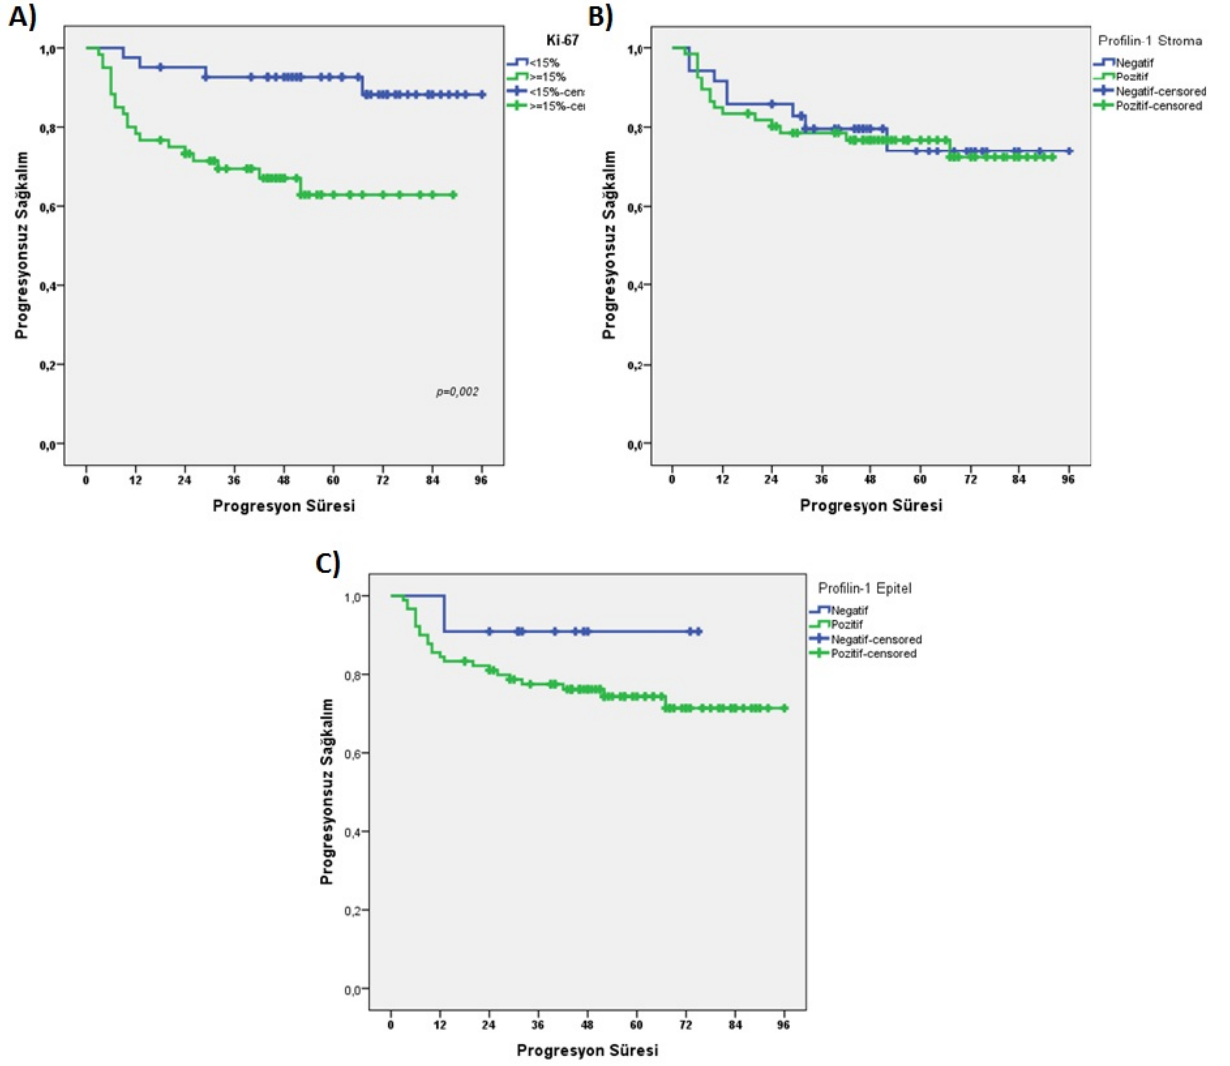 A)
Ki-67
<15%
>=15%
<15%-cen
>=15%-ce
1,0
0,8
0,6
0,4
0,2
0,0
Progresyonsuz Sağkalım
p=0,002
0 12 24 36 48 60 72 84 96
Progresyon Süresi
B)
Profilin-1 Stroma
Negatif
Pozitif
Negatif-censored
Pozitif-censored
1,0
0,8
0,6
0,4
0,2
0,0
Progresyonsuz Sağkalım
0 12 24 36 48 60 72 84 96
Progresyon Süresi
C)
Profilin-1 Epitel
Negatif
Pozitif
Negatif-censored
Pozitif-censored
1,0
0,8
0,6
0,4
0,2
0,0
Progresyonsuz Sağkalım
0 12 24 36 48 60 72 84 96
Progresyon Süresi